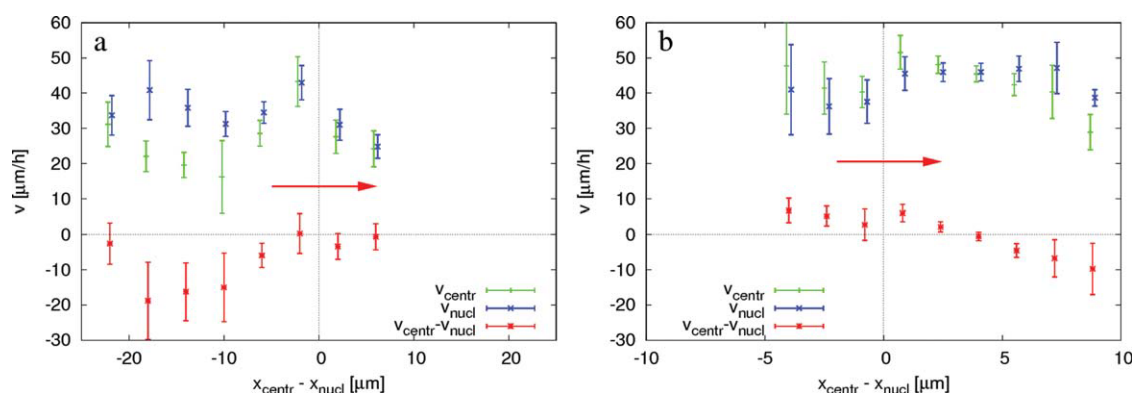 a
60
50
40
30
20
10
0
-10
-20
-30
v [μm/h]
-20 -10 0 10 20
x_centr - x_nucl [μm]
v_centr
v_nucl
v_centr-v_nucl
b
60
50
40
30
20
10
0
-10
-20
-30
v [μm/h]
-10 -5 0 5 10
x_centr - x_nucl [μm]
v_centr
v_nucl
v_centr-v_nucl